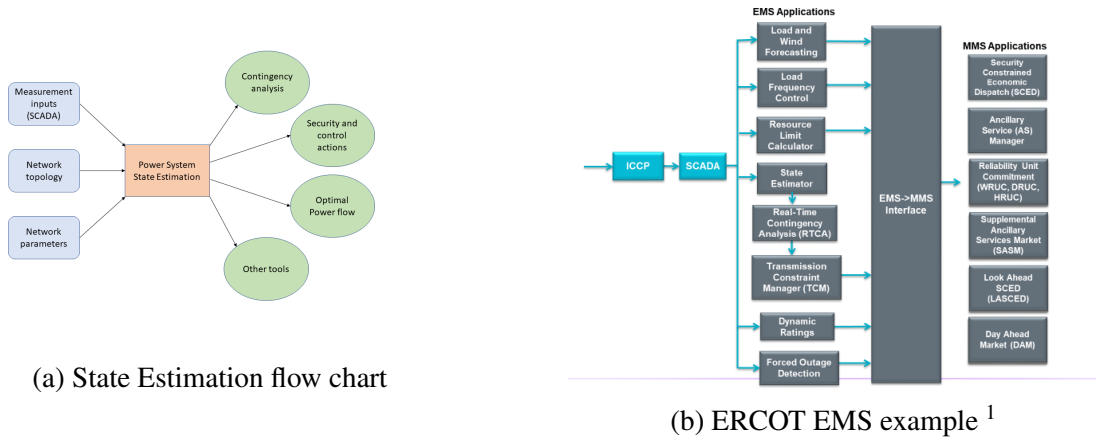 Measurement
inputs
(SCADA)
Network
topology
Network
parameters
Power System
State Estimation
Contingency
analysis
Security and
control
actions
Optimal
Power flow
Other tools
(a) State Estimation flow chart
EMS Applications
ICCP
SCADA
Load and
Wind
Forecasting
Load
Frequency
Control
Resource
Limit
Calculator
State
Estimator
Real-Time
Contingency
Analysis (RTCA)
Transmission
Constraint
Manager (TCM)
Dynamic
Ratings
Forced Outage
Detection
EMS->MMS
Interface
MMS Applications
Security
Constrained
Economic
Dispatch (SCED)
Ancillary
Service (AS)
Manager
Reliability Unit
Commitment
(WRUC, DRUC,
HRUC)
Supplemental
Ancillary
Services Market
(SASM)
Look Ahead
SCED
(LASCED)
Day Ahead
Market (DAM)
(b) ERCOT EMS example 1